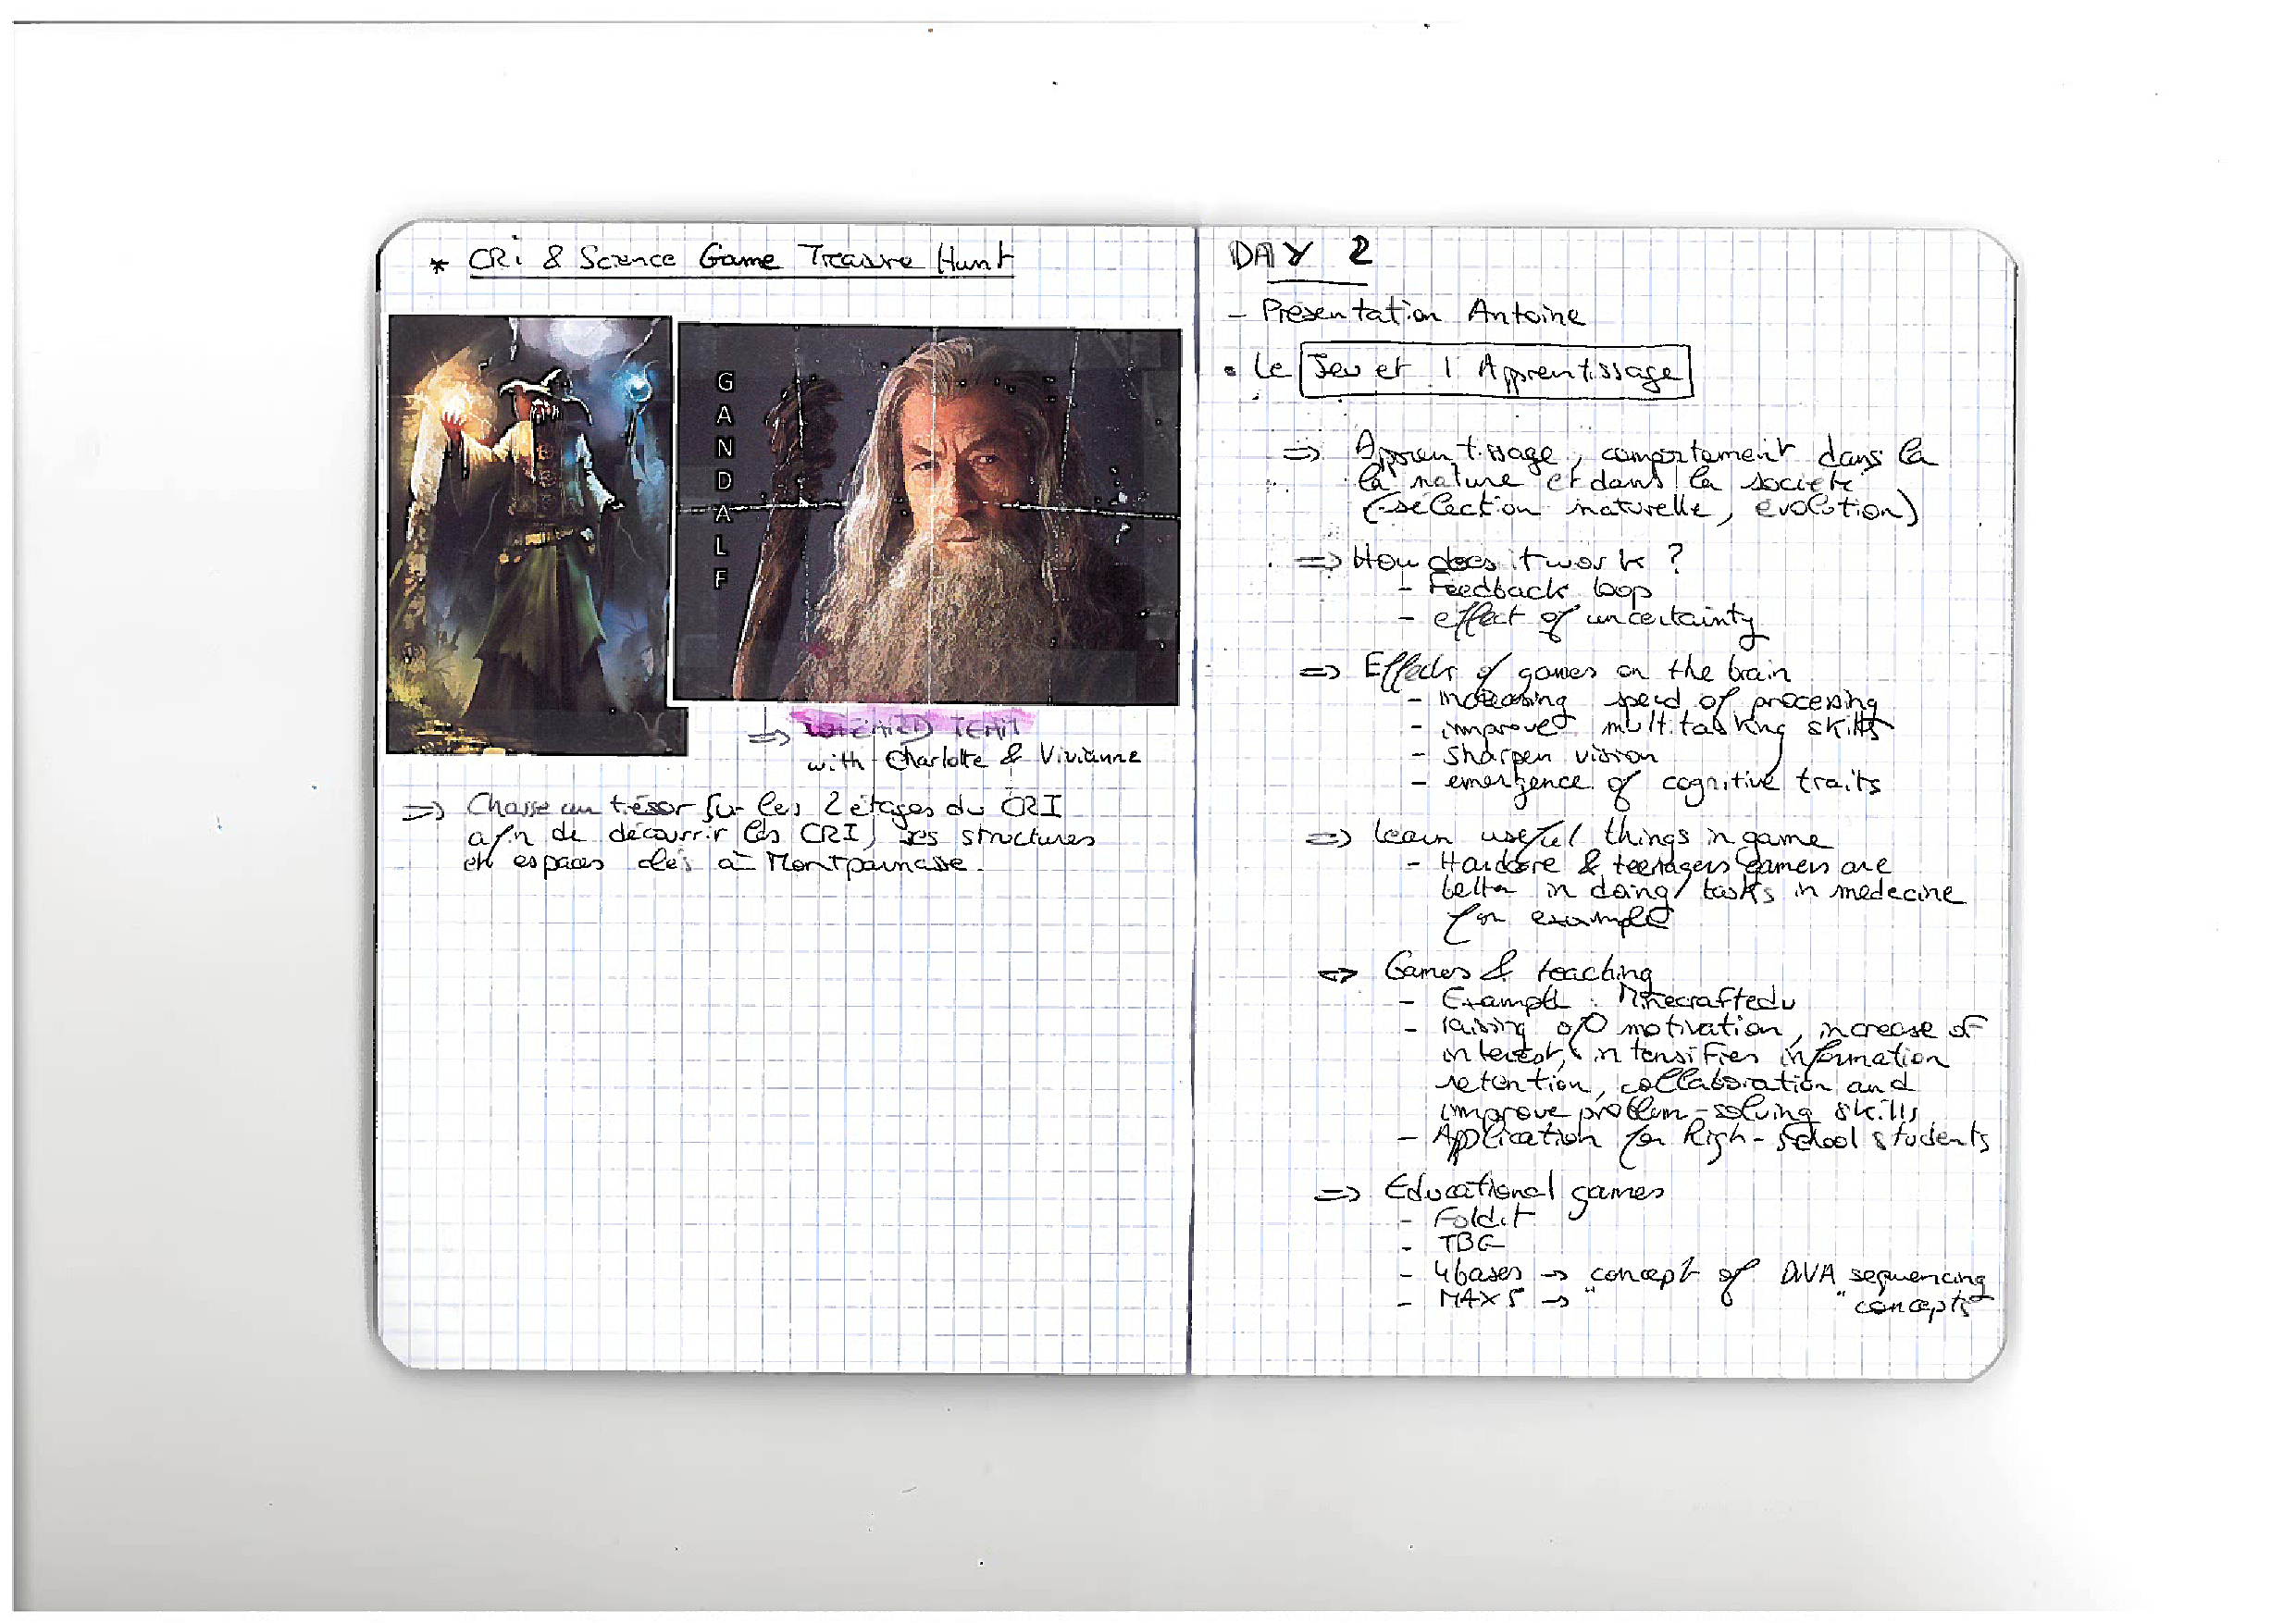 * CRi & Science Game Treasure Hunt
G
A
N
D
A
L
F
=> WIZARD TEAM
with Charlotte & Vivianne
=> Chasse au trésor sur les 2 étages du CRI
afin de découvrir les CRI, ses structures
et espaces clés à Montparnasse.
DAY 2
- Presentation Antoine
• Le Jeu et l Apprentissage
=> Apprentissage, comportement dans la
la nature et dans la société
(sélection naturelle, évolution)
=> How does it work ?
- Feedback loop
- effect of uncertainty
=> Effects of games on the brain
- increasing speed of processing
- improves multitasking skills
- sharpen vision
- emergence of cognitive traits
=> learn useful things in game
- Hardcore & teenagers gamers are
better in doing tasks in medecine
for example
=> Games & teaching
- Example : Minecraftedu
- raising of motivation, increase of
interest, intensifies information
retention, collaboration and
improve problem-solving skills
- Application for high-school students
=> Educational games
- Foldit
- TBG
- 4bases -> concept of DNA sequencing
- MAX 5 -> " " concepts